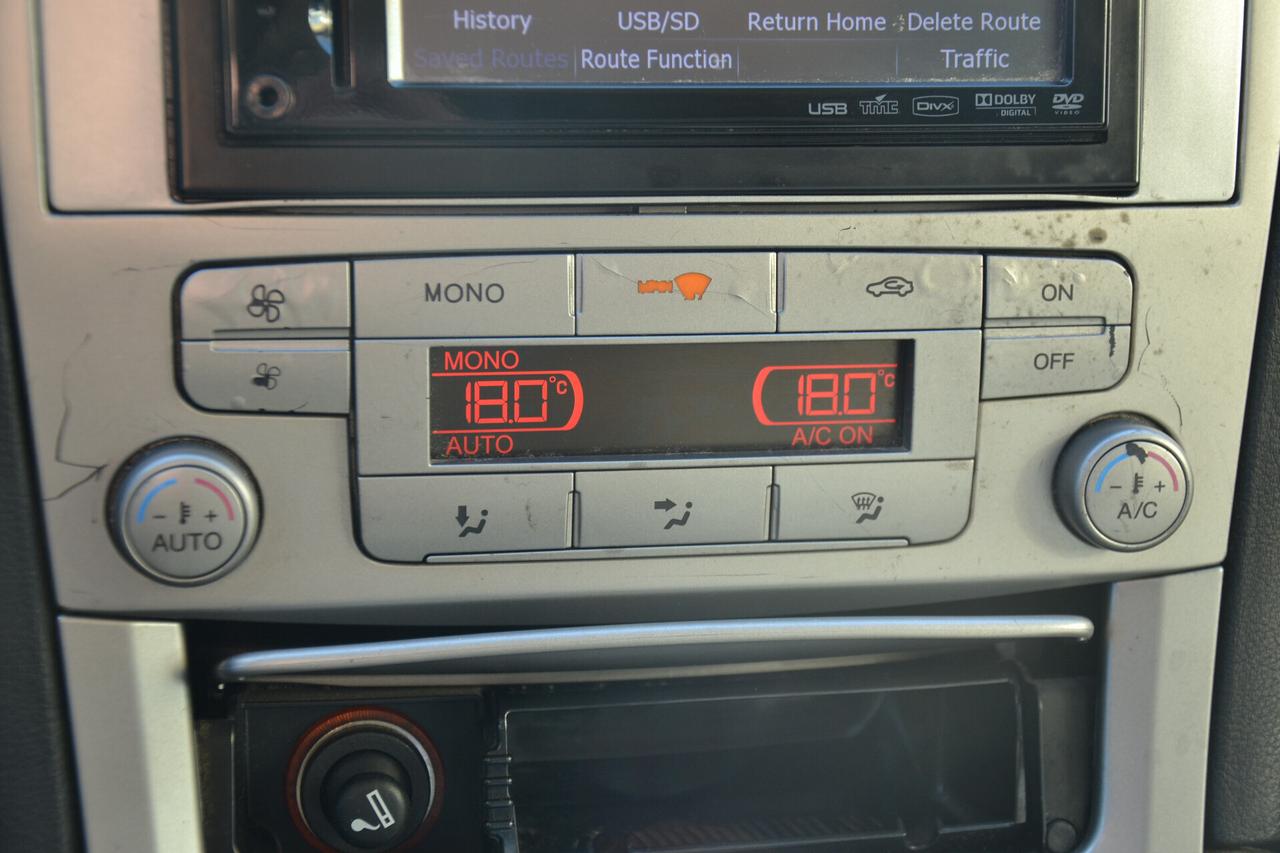 History USB/SD Return Home Delete Route
Saved Routes Route Function Traffic
USB TMC DivX DOLBY DIGITAL DVD VIDEO
MONO ON
OFF
MONO
18.0°C 18.0°C
AUTO A/C ON
- + AUTO
- + A/C